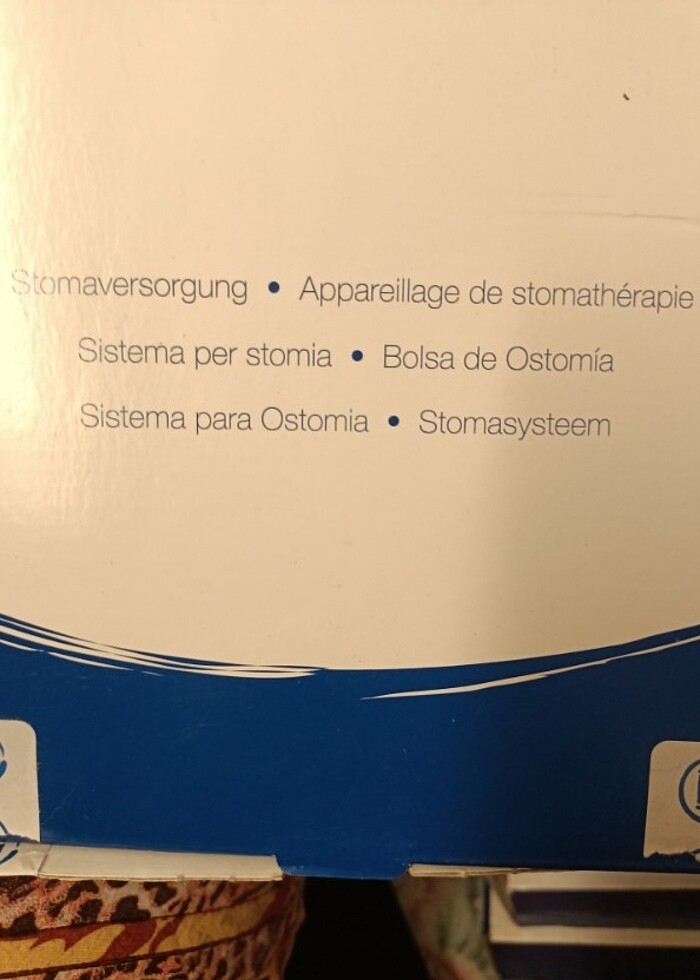 Stomaversorgung • Appareillage de stomathérapie
Sistema per stomia • Bolsa de Ostomía
Sistema para Ostomia • Stomasysteem